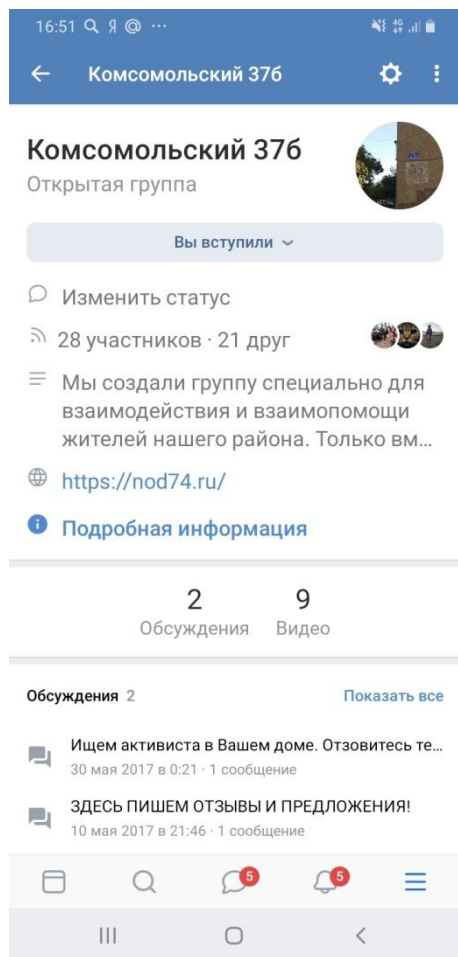 16:51 Я @ ...
4G
Комсомольский 37б
Комсомольский 37б
Открытая группа
Вы вступили
Изменить статус
28 участников · 21 друг
Мы создали группу специально для
взаимодействия и взаимопомощи
жителей нашего района. Только вм...
https://nod74.ru/
Подробная информация
2 9
Обсуждения Видео
Обсуждения 2 Показать все
Ищем активиста в Вашем доме. Отзовитесь те...
30 мая 2017 в 0:21 · 1 сообщение
ЗДЕСЬ ПИШЕМ ОТЗЫВЫ И ПРЕДЛОЖЕНИЯ!
10 мая 2017 в 21:46 · 1 сообщение
5 5